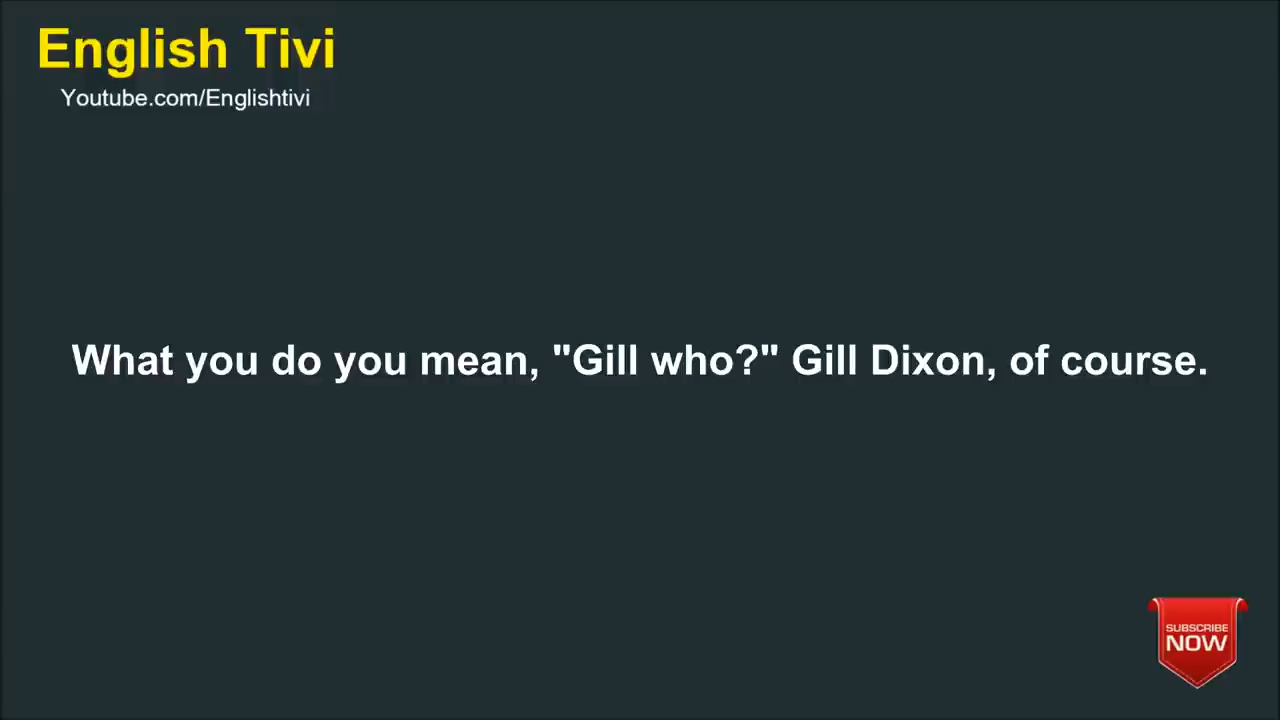 English Tivi
Youtube.com/Englishtivi
What you do you mean, "Gill who?" Gill Dixon, of course.
SUBSCRIBE
NOW